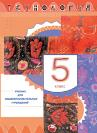 ТЕХНОЛОГИЯ
5
КЛАСС
УЧЕБНИК
ДЛЯ
ОБЩЕОБРАЗОВАТЕЛЬНЫХ
УЧРЕЖДЕНИЙ